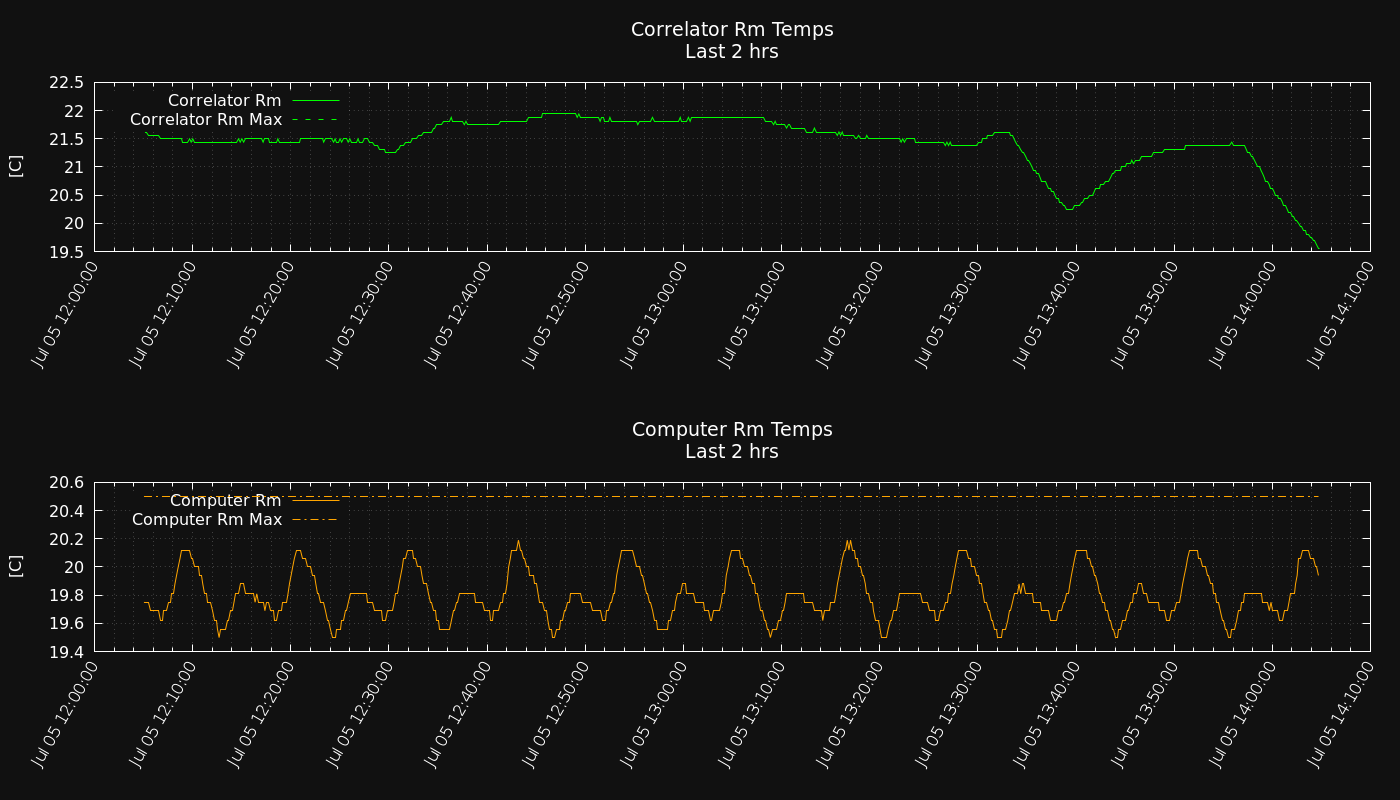 Correlator Rm Temps
Last 2 hrs
22.5
22
21.5
21
20.5
20
19.5
[C]
Correlator Rm
Correlator Rm Max
Jul 05 12:00:00
Jul 05 12:10:00
Jul 05 12:20:00
Jul 05 12:30:00
Jul 05 12:40:00
Jul 05 12:50:00
Jul 05 13:00:00
Jul 05 13:10:00
Jul 05 13:20:00
Jul 05 13:30:00
Jul 05 13:40:00
Jul 05 13:50:00
Jul 05 14:00:00
Jul 05 14:10:00
Computer Rm Temps
Last 2 hrs
20.6
20.4
20.2
20
19.8
19.6
19.4
[C]
Computer Rm
Computer Rm Max
Jul 05 12:00:00
Jul 05 12:10:00
Jul 05 12:20:00
Jul 05 12:30:00
Jul 05 12:40:00
Jul 05 12:50:00
Jul 05 13:00:00
Jul 05 13:10:00
Jul 05 13:20:00
Jul 05 13:30:00
Jul 05 13:40:00
Jul 05 13:50:00
Jul 05 14:00:00
Jul 05 14:10:00